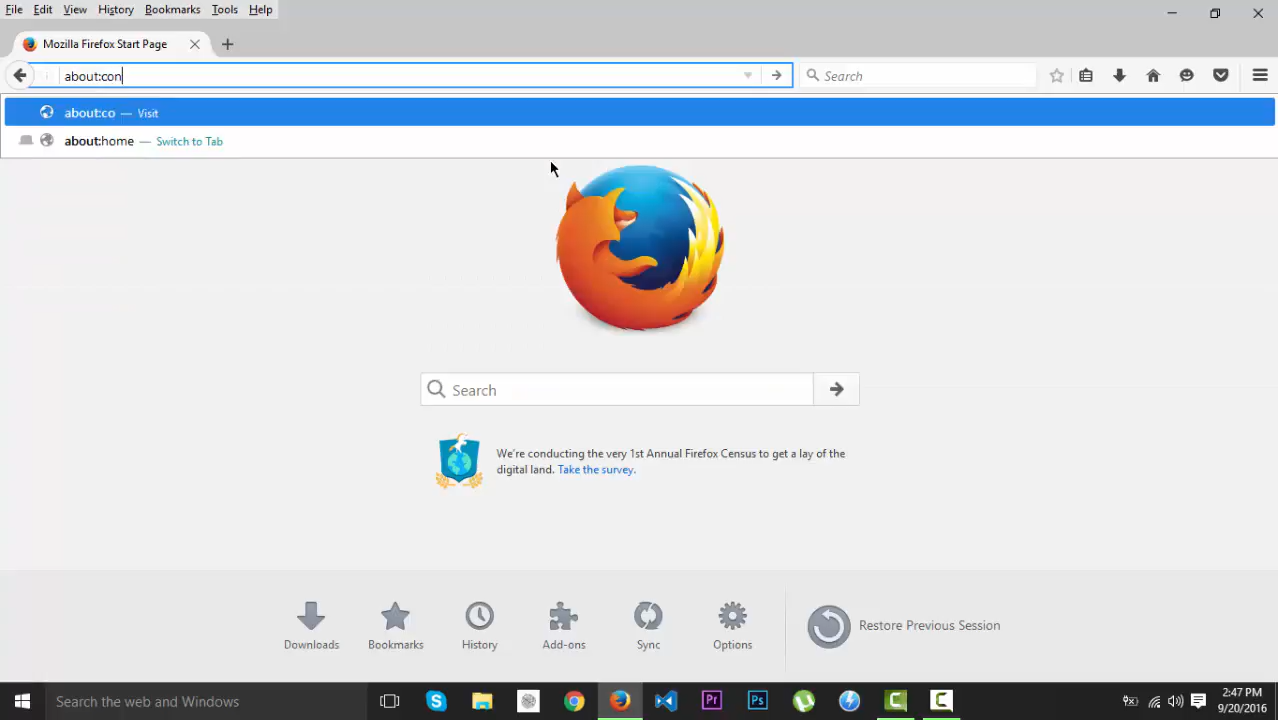 File Edit View History Bookmarks Tools Help
Mozilla Firefox Start Page
about:con
Search
about:co — Visit
about:home — Switch to Tab
Search
We're conducting the very 1st Annual Firefox Census to get a lay of the
digital land. Take the survey.
Downloads Bookmarks History Add-ons Sync Options Restore Previous Session
Search the web and Windows
Pr
Ps
2:47 PM
9/20/2016